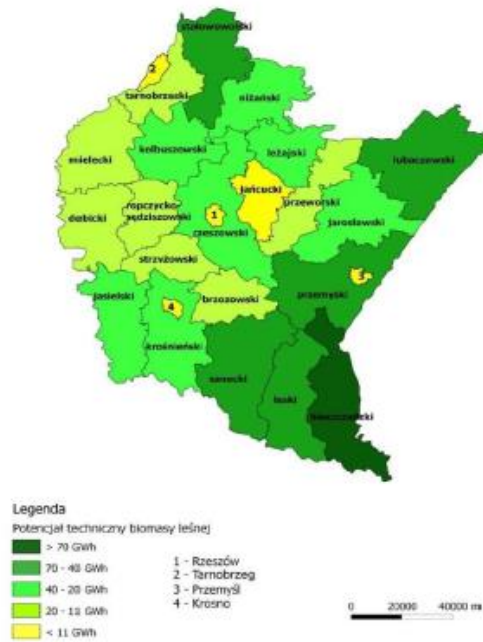 stalowowolski
2
tarnobrzeski
niżański
kolbuszowski
mielecki
leżajski
lubaczowski
łańcucki
ropczycko-
sędziszowski
przeworski
dębicki
1
rzeszowski
jarosławski
strzyżowski
3
jasielski
brzozowski
przemyski
4
krośnieński
sanocki
leski
bieszczadzki
Legenda
Potencjał techniczny biomasy leśnej
> 70 GWh
70 - 40 GWh
40 - 20 GWh
20 - 11 GWh
< 11 GWh
1 - Rzeszów
2 - Tarnobrzeg
3 - Przemyśl
4 - Krosno
0 20000 40000 m